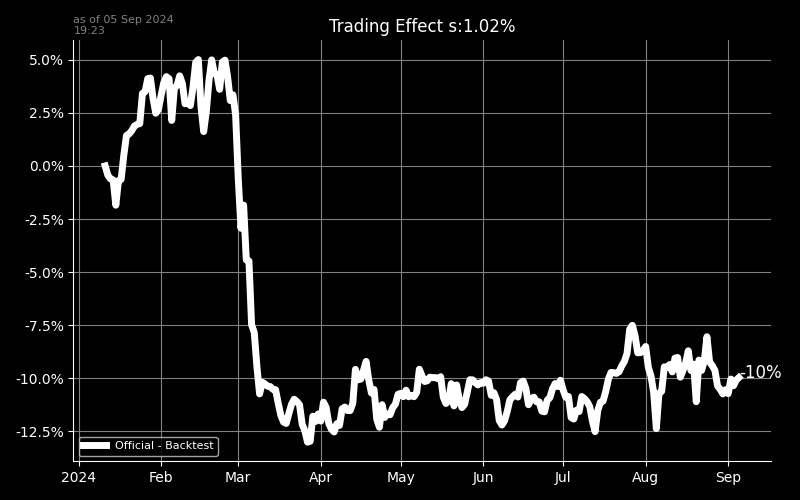 as of 05 Sep 2024
19:23
Trading Effect s:1.02%
5.0%
2.5%
0.0%
-2.5%
-5.0%
-7.5%
-10.0%
-12.5%
-10%
Official - Backtest
2024 Feb Mar Apr May Jun Jul Aug Sep